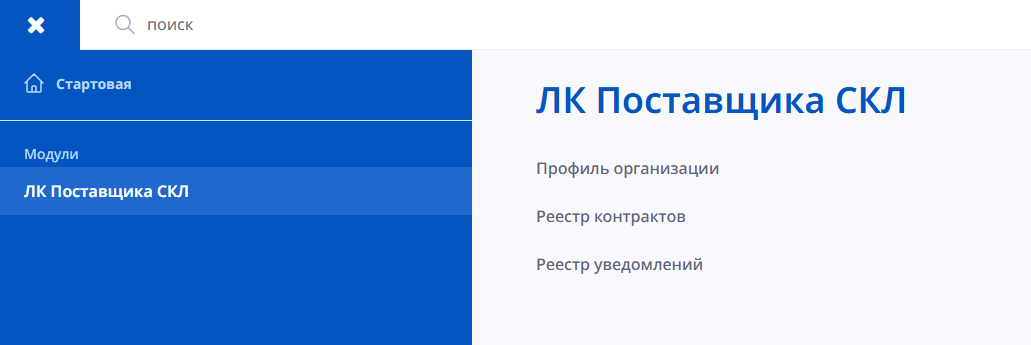 поиск
Стартовая
Модули
ЛК Поставщика СКЛ
ЛК Поставщика СКЛ
Профиль организации
Реестр контрактов
Реестр уведомлений